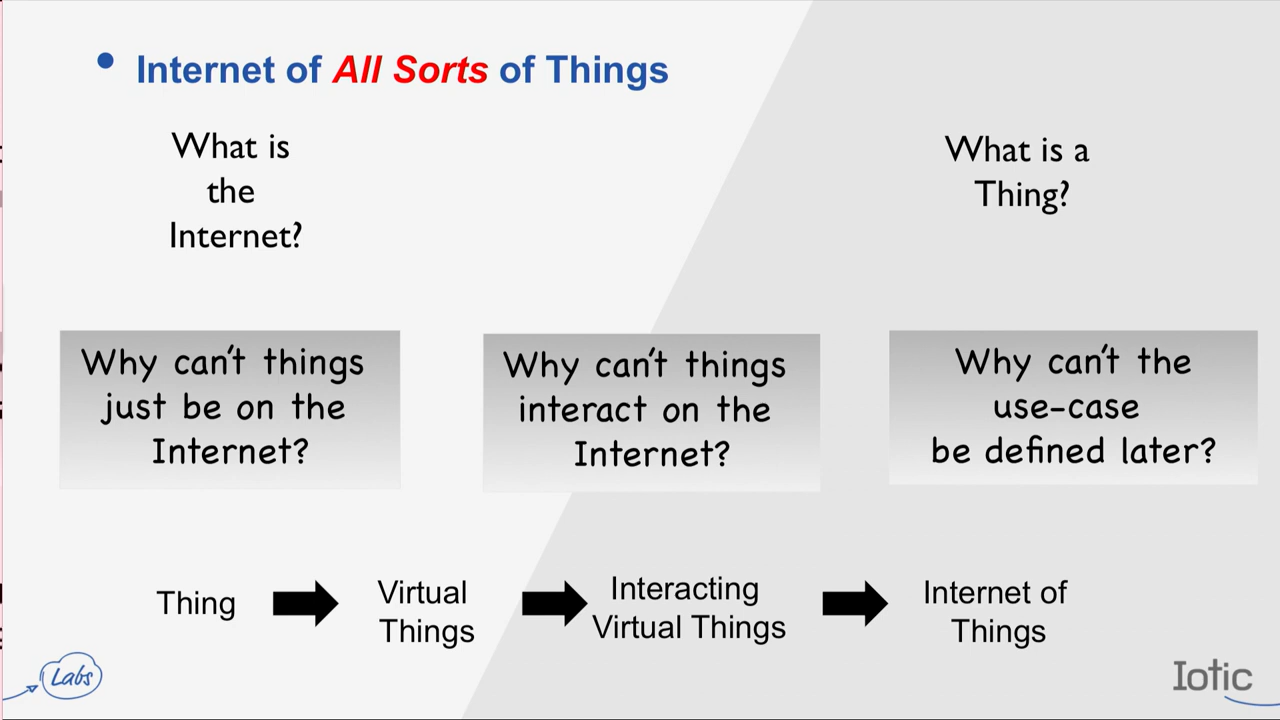 • Internet of All Sorts of Things
What is
the
Internet?
What is a
Thing?
Why can't things
just be on the
Internet?
Why can't things
interact on the
Internet?
Why can't the
use-case
be defined later?
Thing
Virtual
Things
Interacting
Virtual Things
Internet of
Things
Labs
Iotic